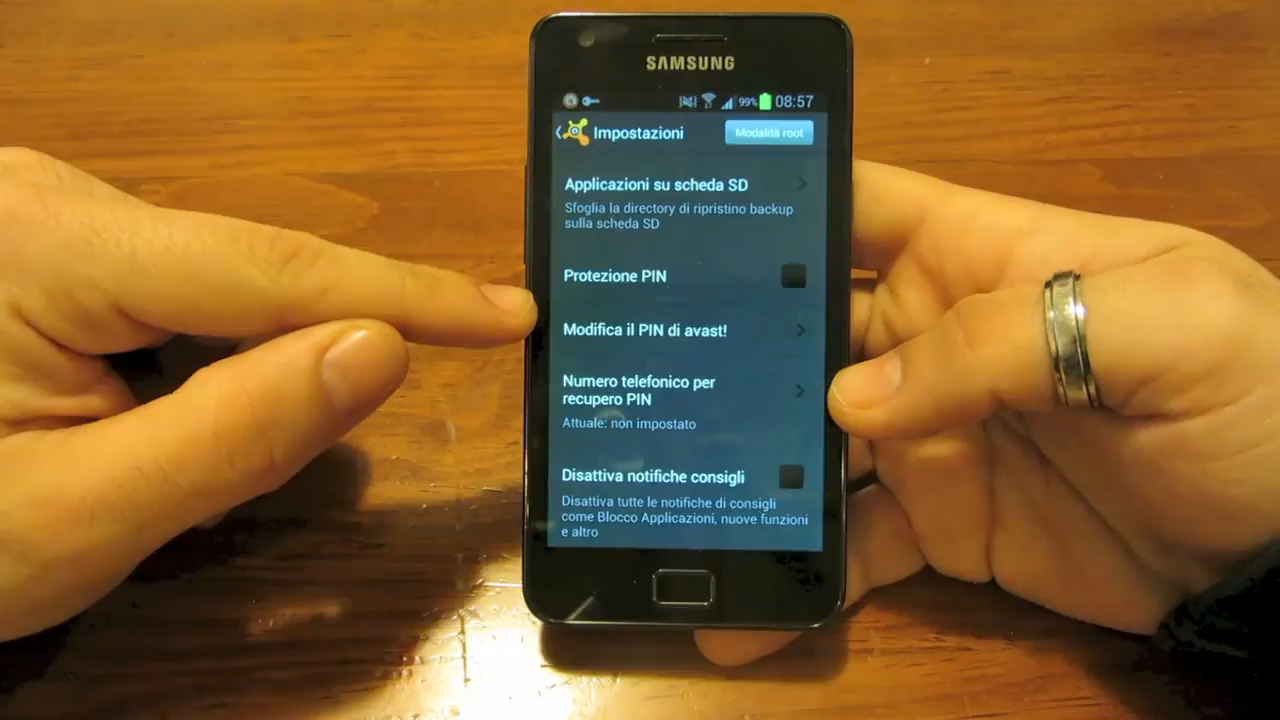 SAMSUNG
99% 08:57
Impostazioni
Modalità root
Applicazioni su scheda SD
Sfoglia la directory di ripristino backup
sulla scheda SD
Protezione PIN
Modifica il PIN di avast!
Numero telefonico per
recupero PIN
Attuale: non impostato
Disattiva notifiche consigli
Disattiva tutte le notifiche di consigli
come Blocco Applicazioni, nuove funzioni
e altro